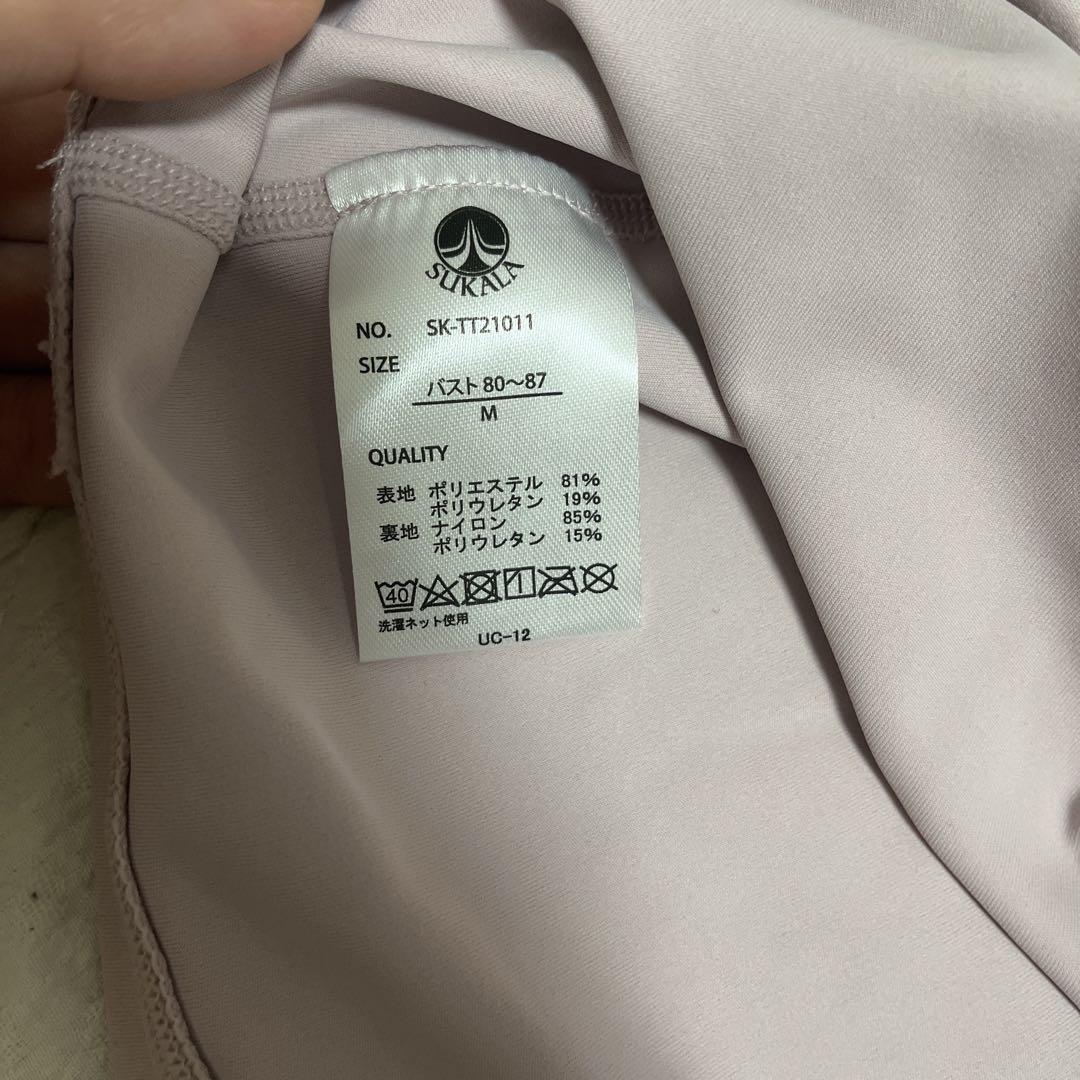 SUKALA
NO. SK-TT21011
SIZE
バスト 80〜87
M
QUALITY
表地 ポリエステル 81%
ポリウレタン 19%
裏地 ナイロン 85%
ポリウレタン 15%
40
洗濯ネット使用
UC-12